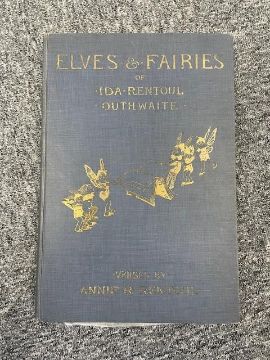 ELVES & FAIRIES
OF
·IDA·RENTOUL
OUTHWAITE·
VERSES BY
ANNIE R. RENTOUL